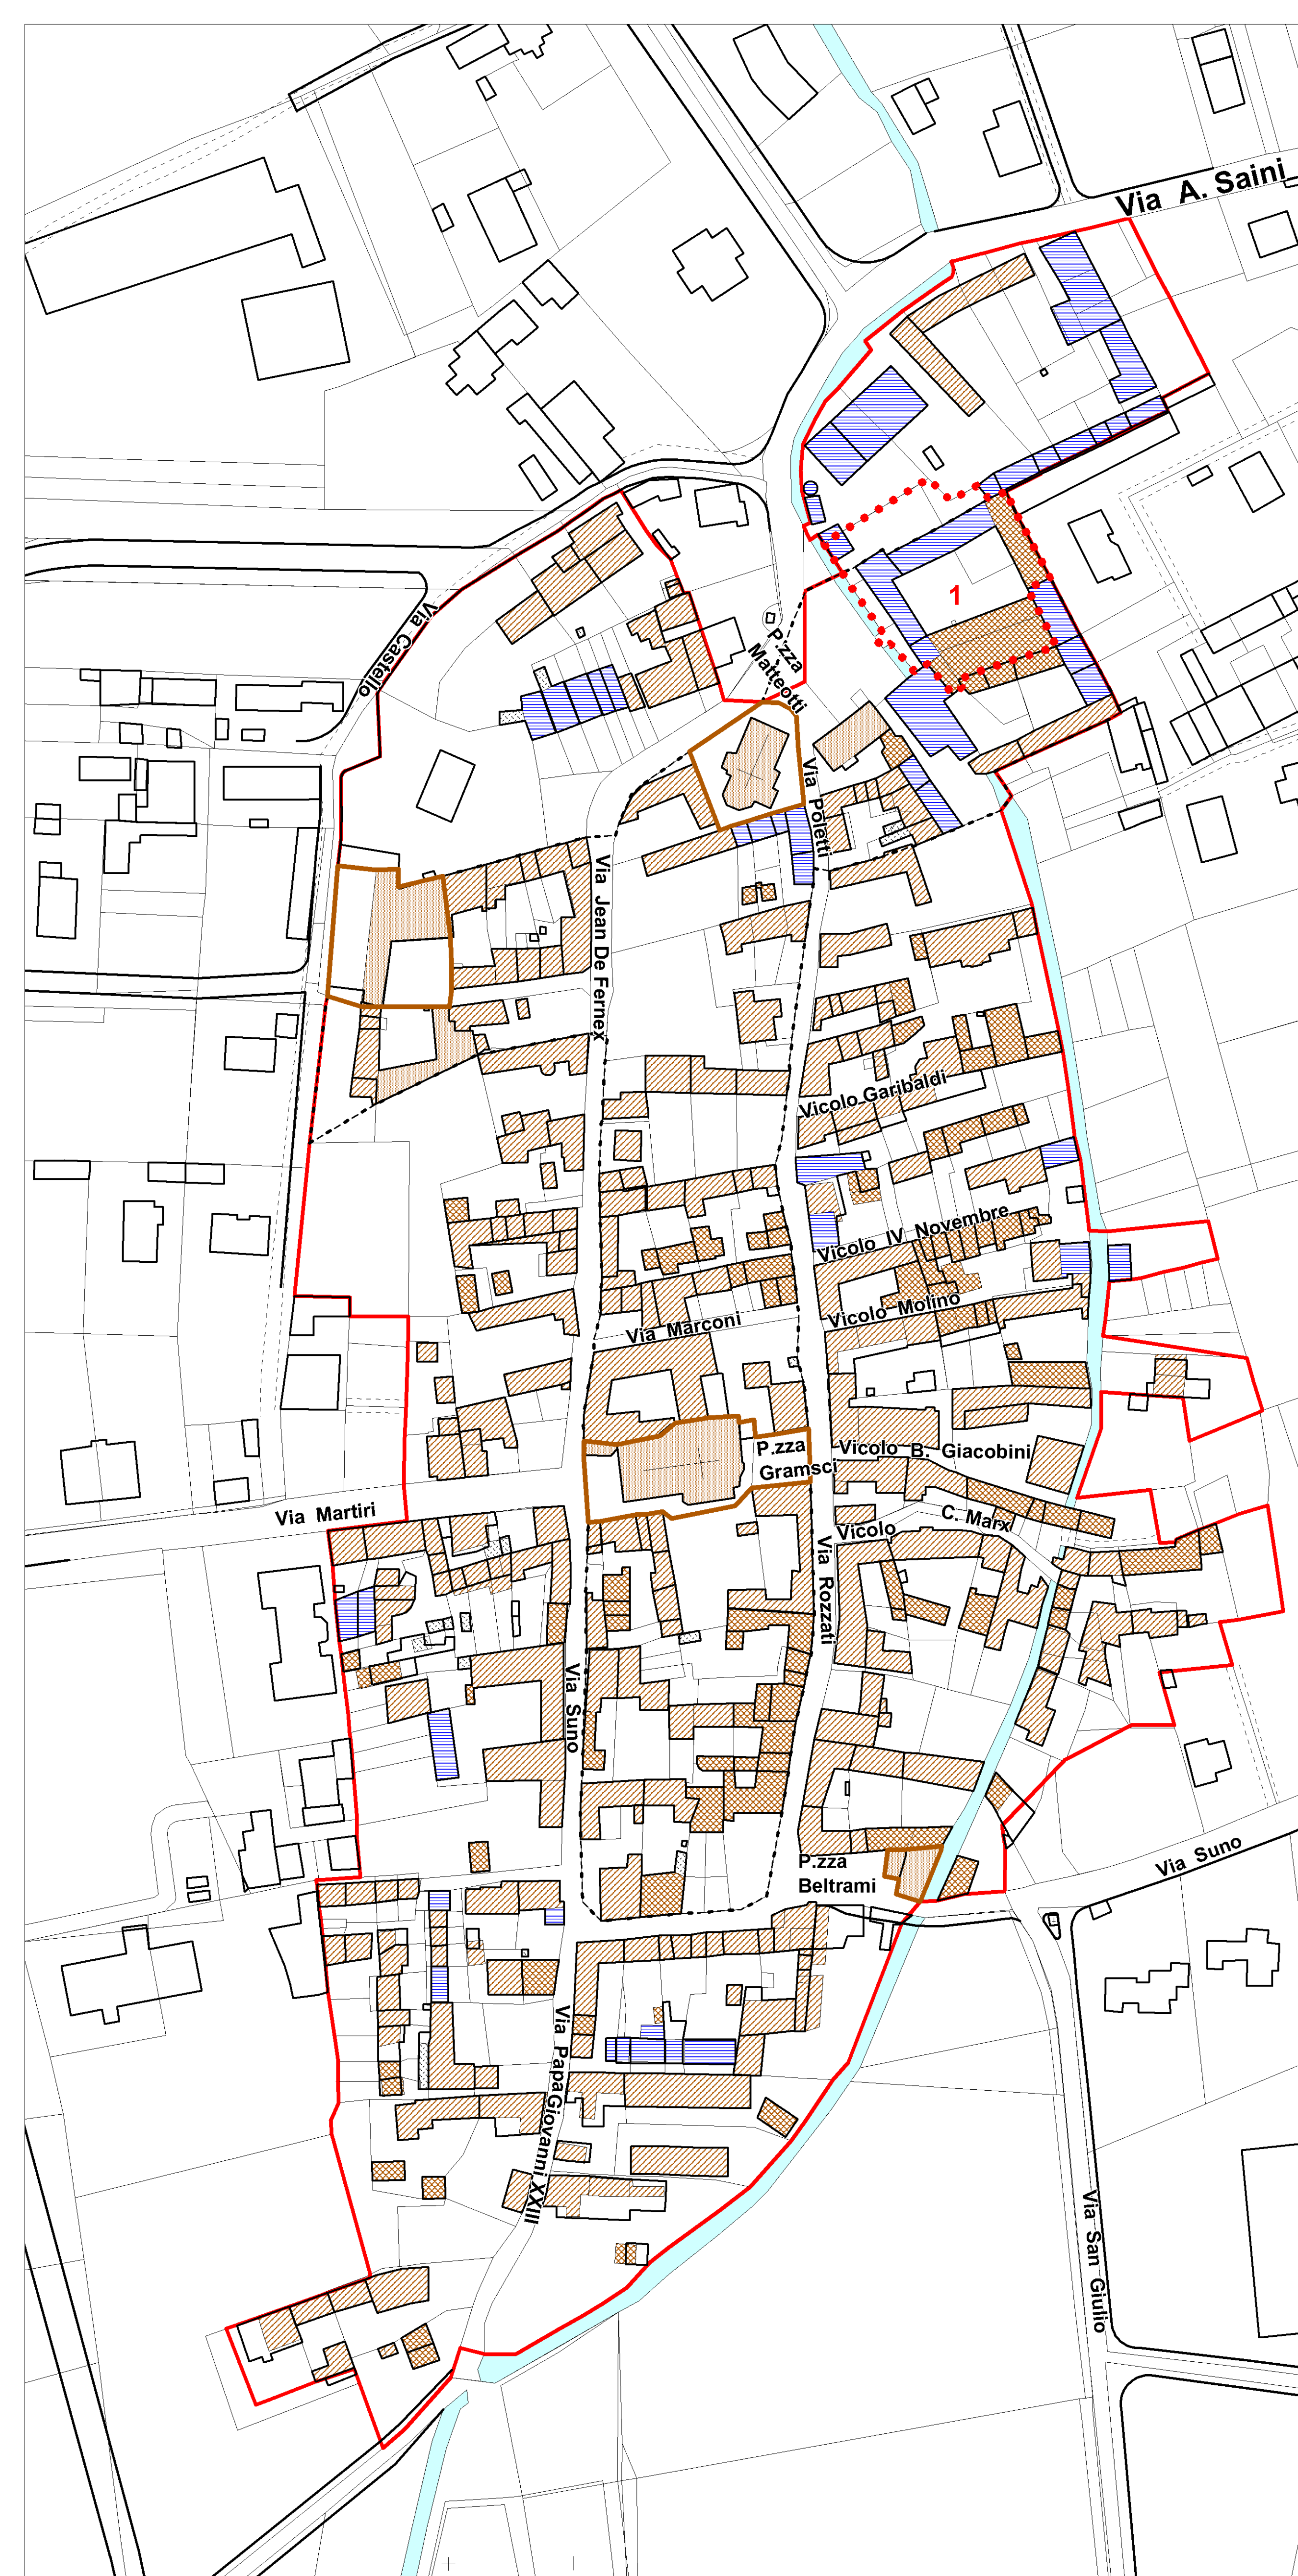 Via A. Saini
1
Via Castello
P.zza
Matteotti
Via Poletti
Via Jean De Fernex
Vicolo Garibaldi
Vicolo IV Novembre
Vicolo Molino
Via Marconi
P.zza
Gramsci
Vicolo B. Giacobini
Via Martiri
Vicolo C. Marx
Via Rozzati
Via Suno
P.zza
Beltrami
Via Suno
Via Papa Giovanni XXIII
Via San Giulio